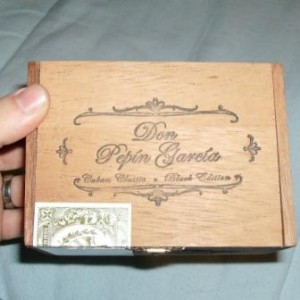 Don
Pepín García
Cuban Classic Black Edition